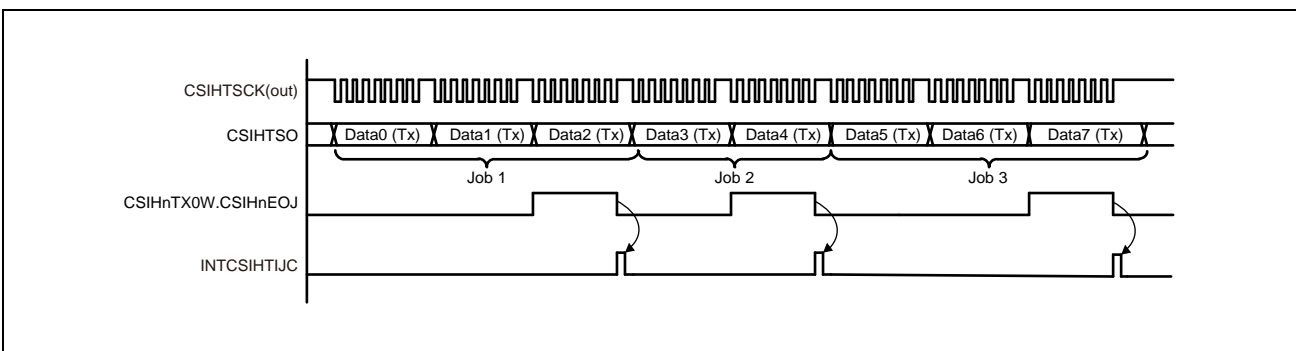 CSIHTSCK(out)
CSIHTSO
Data0 (Tx) Data1 (Tx) Data2 (Tx) Data3 (Tx) Data4 (Tx) Data5 (Tx) Data6 (Tx) Data7 (Tx)
Job 1 Job 2 Job 3
CSIHnTX0W.CSIHnEOJ
INTCSIHTIJC